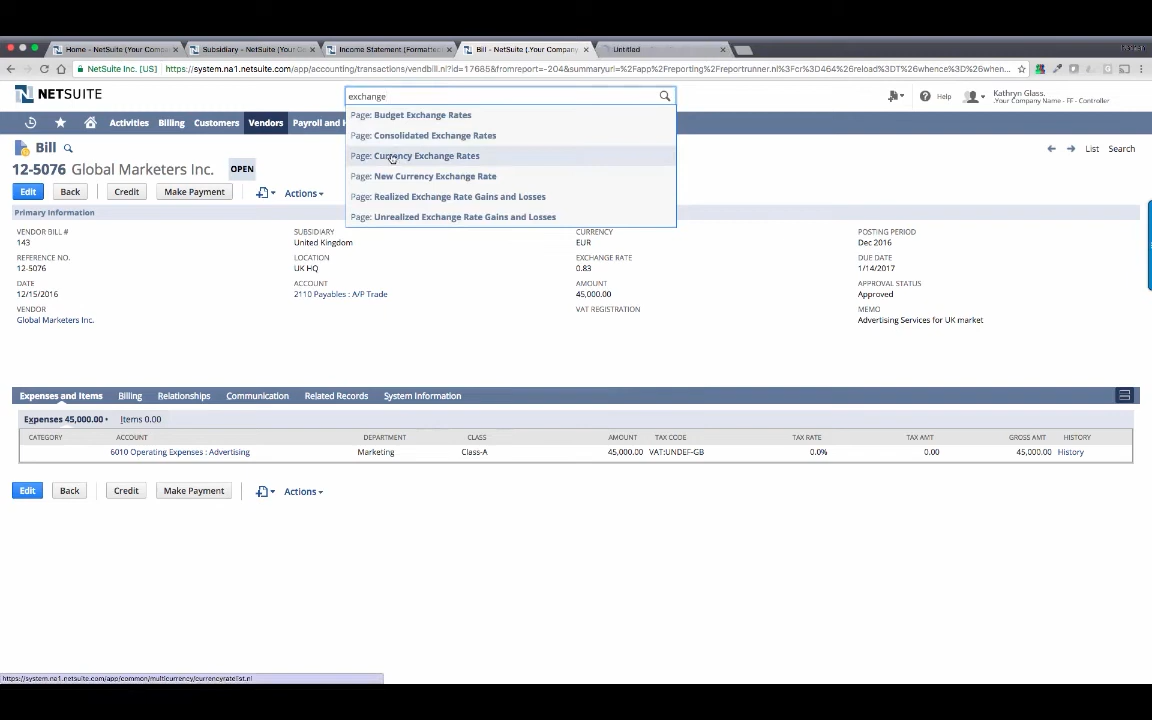 Home - NetSuite (Your Compa
Subsidiary - NetSuite (Your Co
Income Statement (Formatted
Bill - NetSuite (.Your Company
Untitled
NetSuite Inc. [US]
https://system.na1.netsuite.com/app/accounting/transactions/vendbill.nl?id=17685&fromreport=-204&summaryurl=%2Fapp%2Freporting%2Freportrunner.nl%3Fcr%3D464%26reload%3DT%26whence%3D%26when...
NETSUITE
exchange
Help
Kathryn Glass.
.Your Company Name - FF - Controller
Activities
Billing
Customers
Vendors
Payroll and H
Page: Budget Exchange Rates
Page: Consolidated Exchange Rates
Page: Currency Exchange Rates
Page: New Currency Exchange Rate
Page: Realized Exchange Rate Gains and Losses
Page: Unrealized Exchange Rate Gains and Losses
Bill
List
Search
12-5076 Global Marketers Inc.
OPEN
Edit
Back
Credit
Make Payment
Actions
Primary Information
VENDOR BILL #
143
REFERENCE NO.
12-5076
DATE
12/15/2016
VENDOR
Global Marketers Inc.
SUBSIDIARY
United Kingdom
LOCATION
UK HQ
ACCOUNT
2110 Payables : A/P Trade
CURRENCY
EUR
EXCHANGE RATE
0.83
AMOUNT
45,000.00
VAT REGISTRATION
POSTING PERIOD
Dec 2016
DUE DATE
1/14/2017
APPROVAL STATUS
Approved
MEMO
Advertising Services for UK market
Expenses and Items
Billing
Relationships
Communication
Related Records
System Information
Expenses 45,000.00 •
Items 0.00
CATEGORY ACCOUNT DEPARTMENT CLASS AMOUNT TAX CODE TAX RATE TAX AMT GROSS AMT HISTORY
6010 Operating Expenses : Advertising Marketing Class-A 45,000.00 VAT:UNDEF-GB 0.0% 0.00 45,000.00 History
Edit
Back
Credit
Make Payment
Actions
https://system.na1.netsuite.com/app/common/multicurrency/currencyratelist.nl